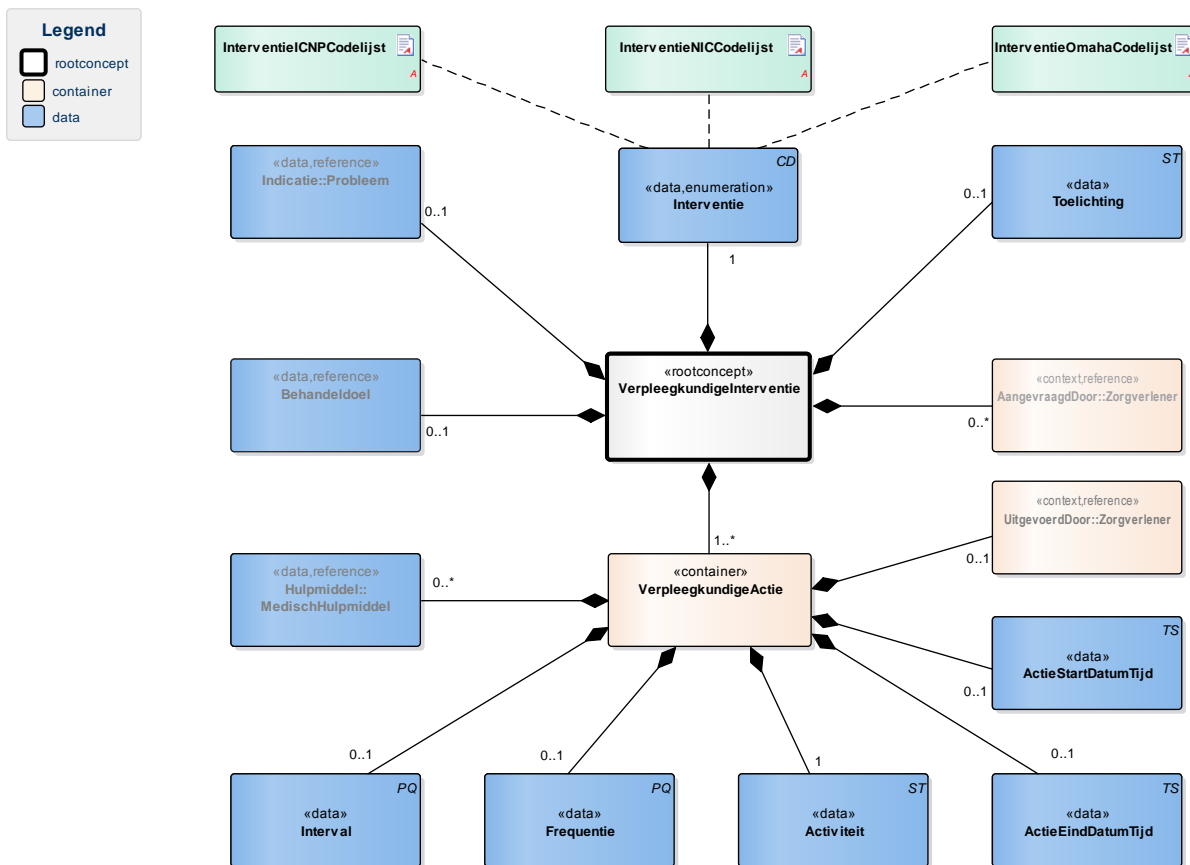 Legend
rootconcept
container
data
InterventieICNPCodelijst
A
InterventieNICCodelijst
A
InterventieOmahaCodelijst
«data,reference»
Indicatie::Probleem
0..1
CD
«data,enumeration»
Interventie
1
ST
«data»
Toelichting
0..1
«data,reference»
Behandeldoel
0..1
«rootconcept»
VerpleegkundigeInterventie
«context,reference»
AangevraagdDoor::Zorgverlener
0..*
«context,reference»
UitgevoerdDoor::Zorgverlener
0..1
1..*
«data,reference»
Hulpmiddel::
MedischHulpmiddel
0..*
«container»
VerpleegkundigeActie
TS
«data»
ActieStartDatumTijd
0..1
0..1
0..1
1
0..1
PQ
«data»
Interval
PQ
«data»
Frequentie
ST
«data»
Activiteit
TS
«data»
ActieEindDatumTijd